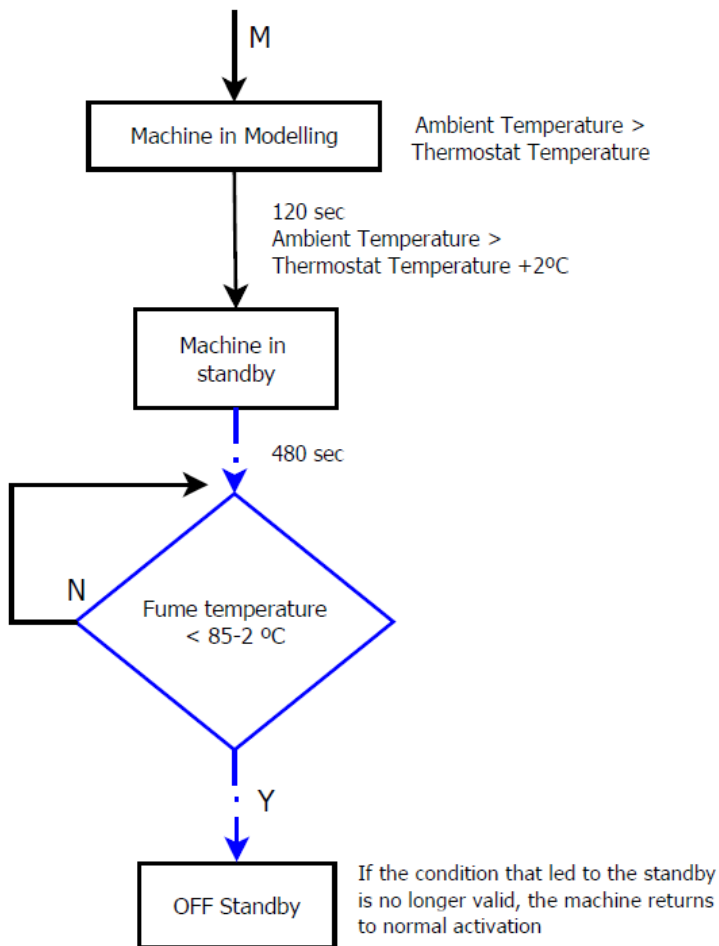 M
Machine in Modelling
Ambient Temperature >
Thermostat Temperature
120 sec
Ambient Temperature >
Thermostat Temperature +2ºC
Machine in
standby
480 sec
N
Fume temperature
< 85-2 ºC
Y
OFF Standby
If the condition that led to the standby
is no longer valid, the machine returns
to normal activation